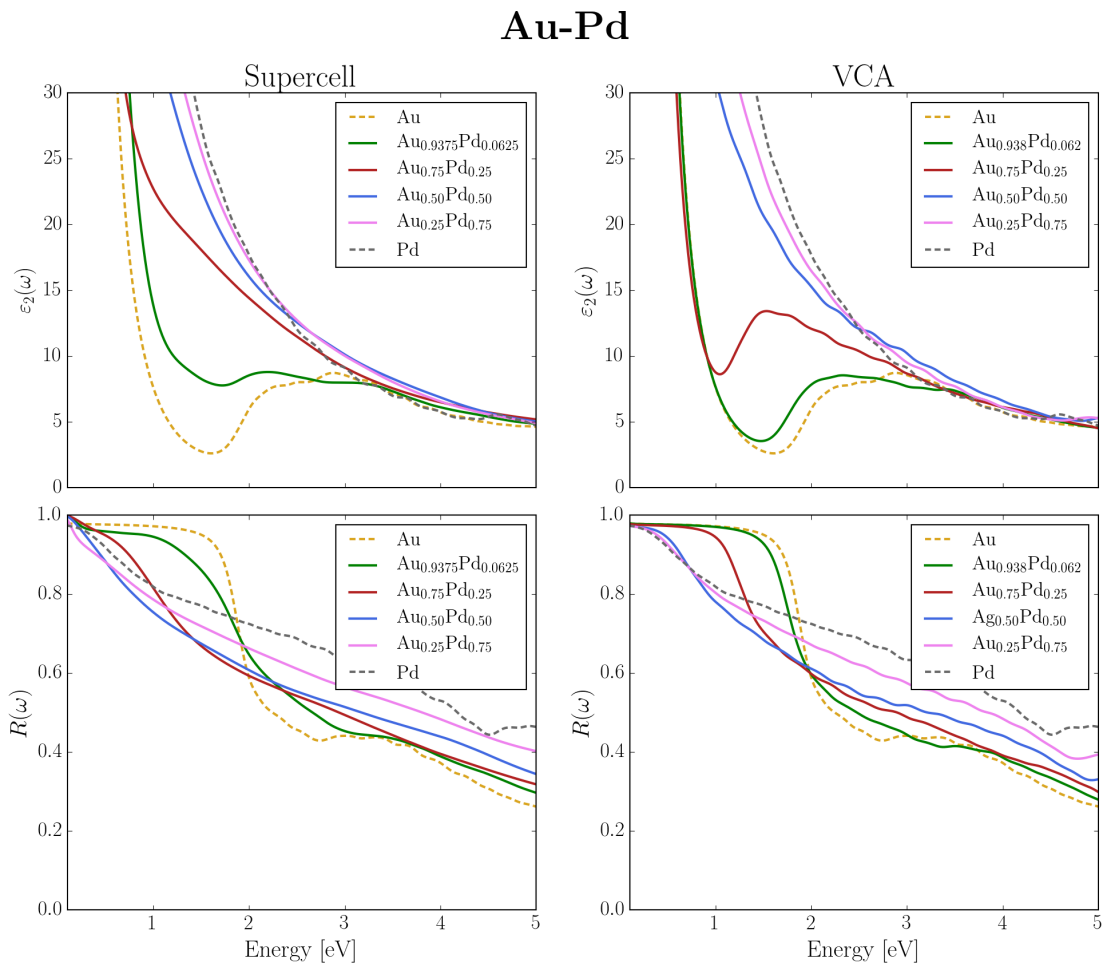 Au-Pd
Supercell
VCA
30
25
20
15
10
5
0
ε₂(ω)
Au
Au₀.₉₃₇₅Pd₀.₀₆₂₅
Au₀.₇₅Pd₀.₂₅
Au₀.₅₀Pd₀.₅₀
Au₀.₂₅Pd₀.₇₅
Pd
30
25
20
15
10
5
0
ε₂(ω)
Au
Au₀.₉₃₈Pd₀.₀₆₂
Au₀.₇₅Pd₀.₂₅
Au₀.₅₀Pd₀.₅₀
Au₀.₂₅Pd₀.₇₅
Pd
1.0
0.8
0.6
0.4
0.2
0.0
R(ω)
Au
Au₀.₉₃₇₅Pd₀.₀₆₂₅
Au₀.₇₅Pd₀.₂₅
Au₀.₅₀Pd₀.₅₀
Au₀.₂₅Pd₀.₇₅
Pd
1 2 3 4 5
Energy [eV]
1.0
0.8
0.6
0.4
0.2
0.0
R(ω)
Au
Au₀.₉₃₈Pd₀.₀₆₂
Au₀.₇₅Pd₀.₂₅
Ag₀.₅₀Pd₀.₅₀
Au₀.₂₅Pd₀.₇₅
Pd
1 2 3 4 5
Energy [eV]